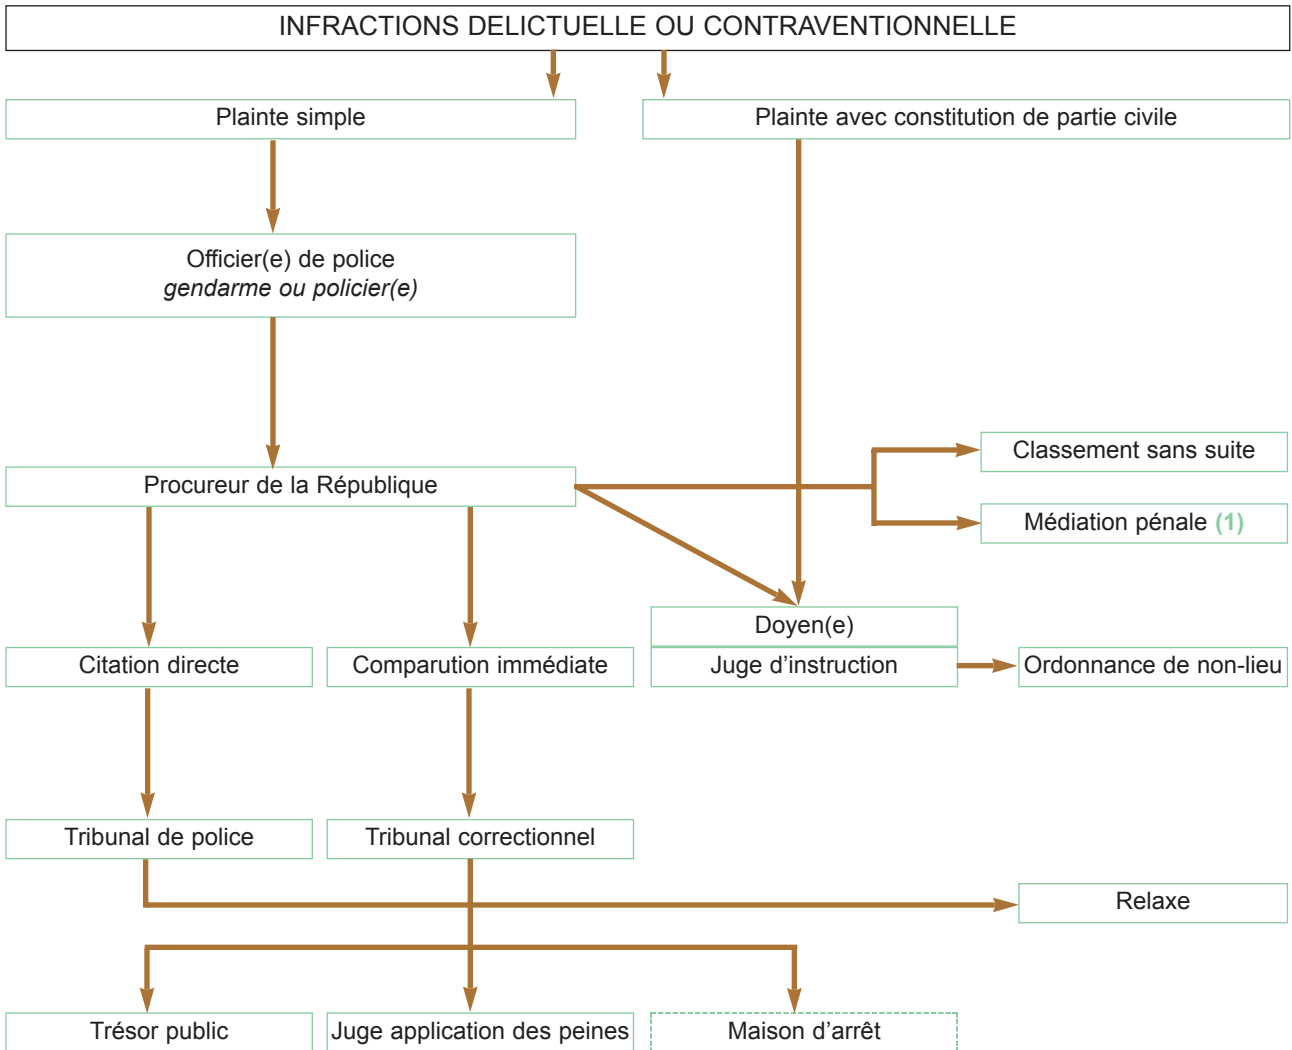 INFRACTIONS DELICTUELLE OU CONTRAVENTIONNELLE
Plainte simple
Plainte avec constitution de partie civile
Officier(e) de police
gendarme ou policier(e)
Classement sans suite
Procureur de la République
Médiation pénale (1)
Doyen(e)
Citation directe
Comparution immédiate
Juge d'instruction
Ordonnance de non-lieu
Tribunal de police
Tribunal correctionnel
Relaxe
Trésor public
Juge application des peines
Maison d'arrêt